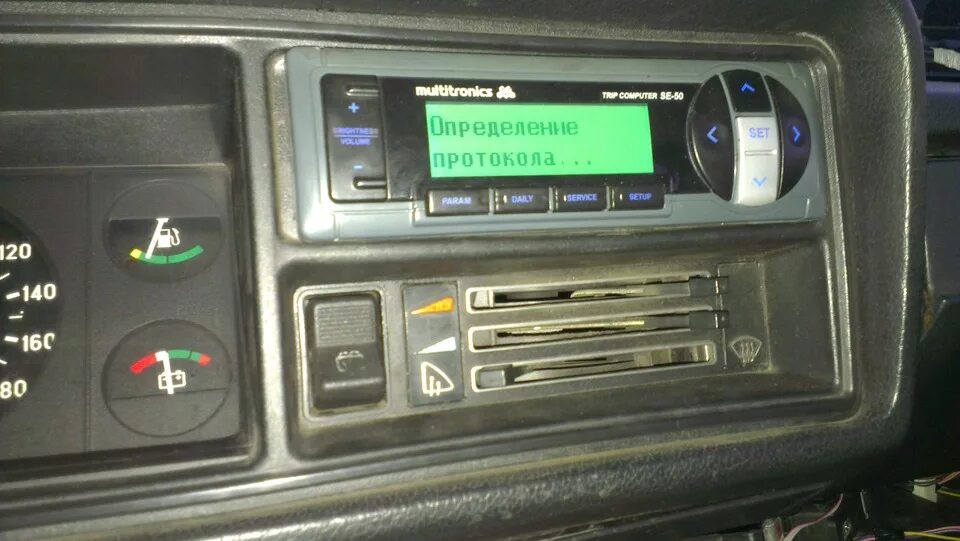 multitronics
TRIP COMPUTER SE-50
+
BRIGHTNESS
VOLUME
-
Определение
протокола...
SET
PARAM
DAILY
SERVICE
SETUP
120
140
160
80